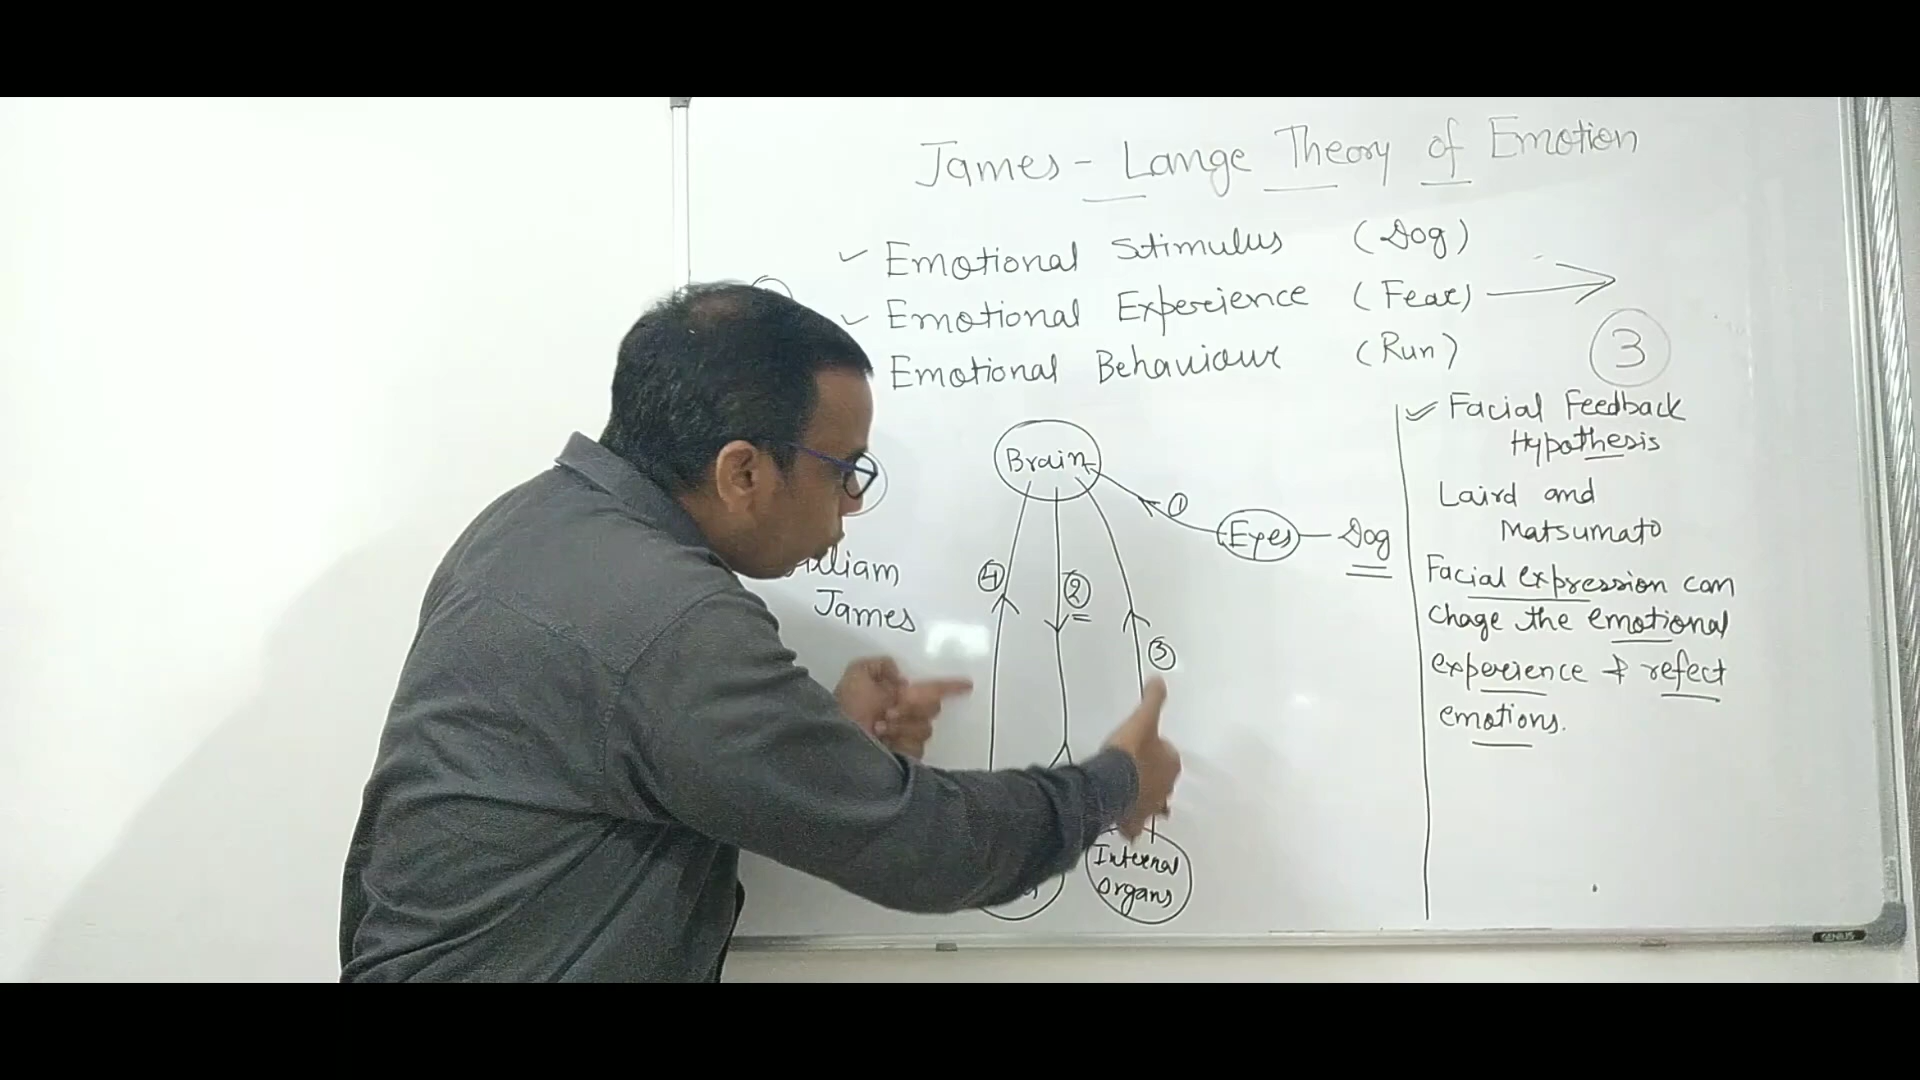 James - Lange Theory of Emotion
✓ Emotional Stimulus (Dog)
✓ Emotional Experience (Fear) →
Emotional Behaviour (Run)
3
James
Brain
1
Eyes - Dog
4
2
3
Internal
Organs
✓ Facial Feedback
Hypothesis
Laird and
Matsumato
Facial expression can
chage the emotional
experience & refect
emotions.
GENIUS